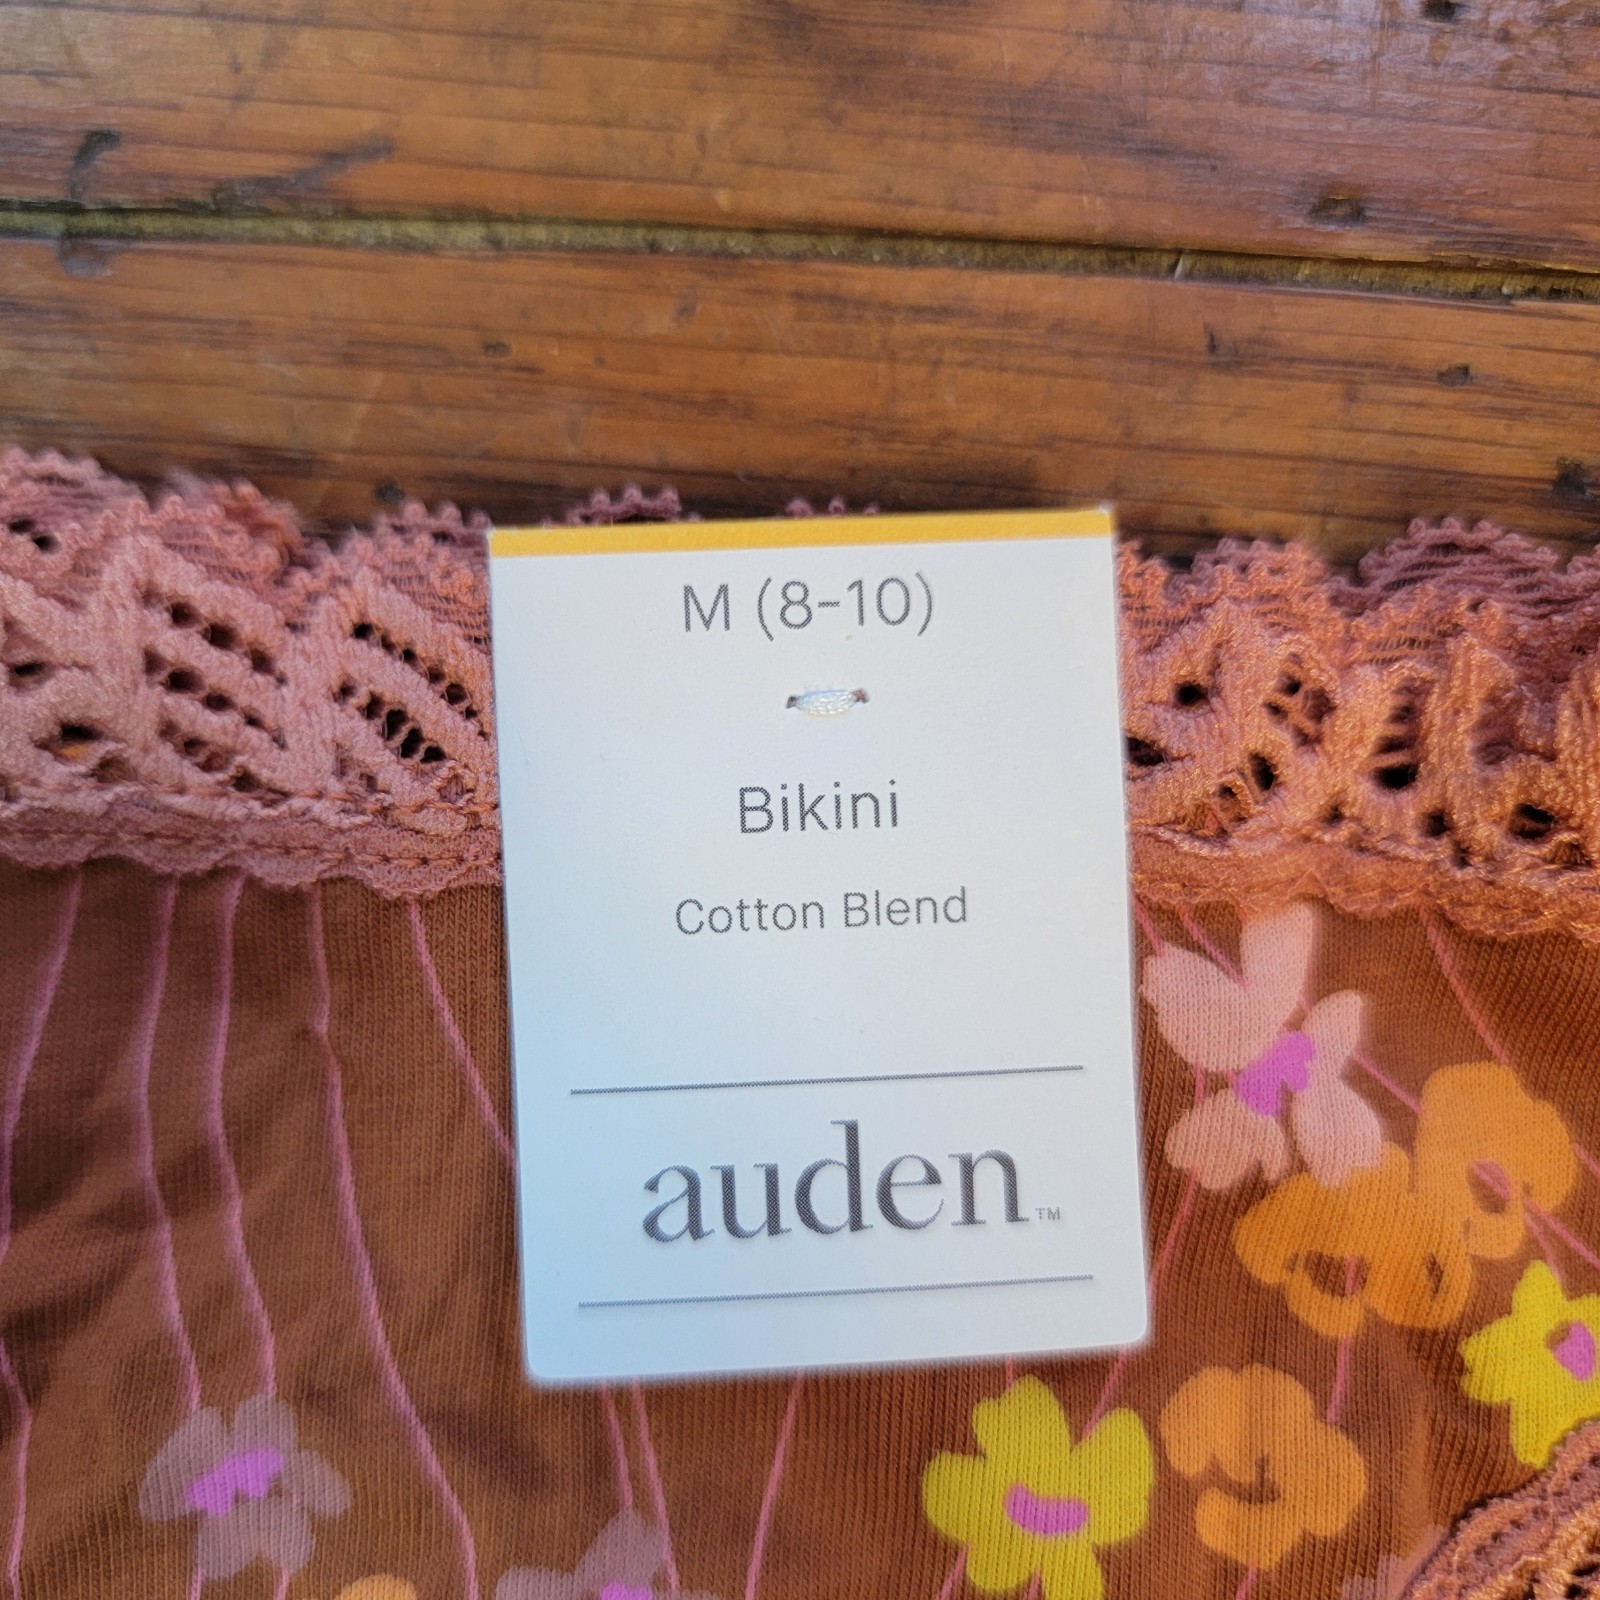 M (8-10)
Bikini
Cotton Blend
auden™